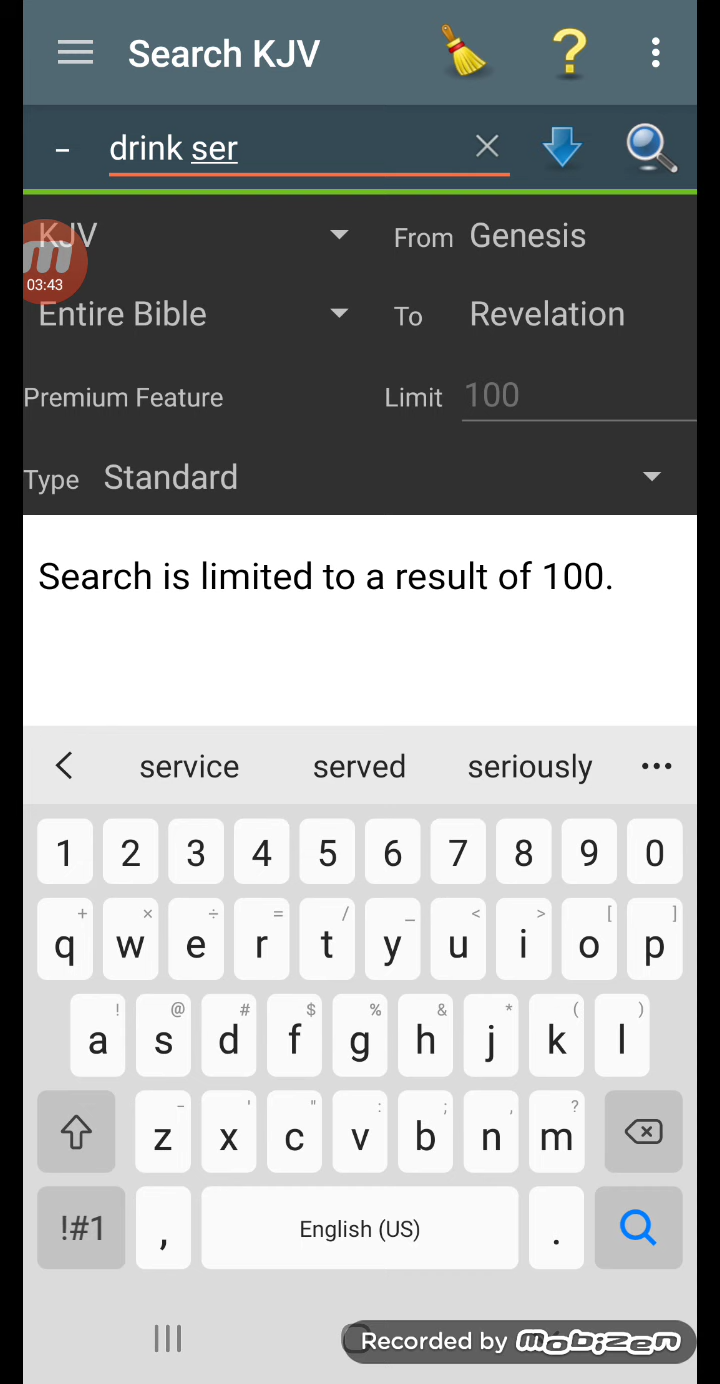 Search KJV
?
– drink ser
KJV From Genesis
03:43
Entire Bible To Revelation
Premium Feature Limit 100
Type Standard
Search is limited to a result of 100.
service served seriously
1 2 3 4 5 6 7 8 9 0
+ × ÷ = / _ < > [ ]
q w e r t y u i o p
! @ # $ % & * ( )
a s d f g h j k l
- ' " : ; , ?
z x c v b n m
!#1 , English (US) .
Recorded by mobizen